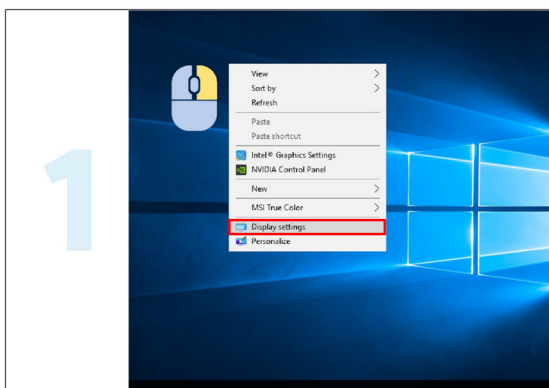 1
View
Sort by
Refresh
Paste
Paste shortcut
Intel® Graphics Settings
NVIDIA Control Panel
New
MSI True Color
Display settings
Personalize